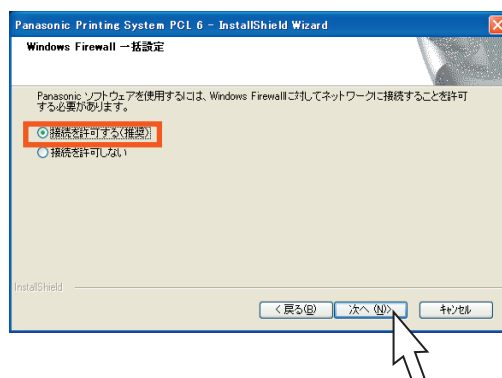 Panasonic Printing System PCL 6 - InstallShield Wizard
Windows Firewall 一括設定
Panasonic ソフトウェアを使用するには、Windows Firewallに対してネットワークに接続することを許可
する必要があります。
接続を許可する(推奨)
接続を許可しない
InstallShield
< 戻る(B)
次へ (N)>
キャンセル